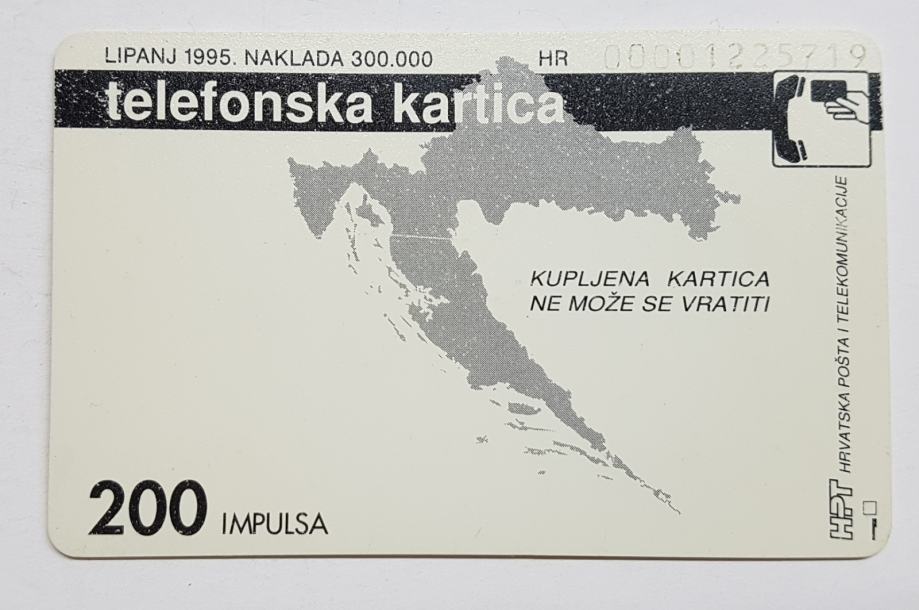 LIPANJ 1995. NAKLADA 300.000
HR 00001225719
telefonska kartica
KUPLJENA KARTICA
NE MOŽE SE VRATITI
HPT HRVATSKA POŠTA I TELEKOMUNIKACIJE
200 IMPULSA